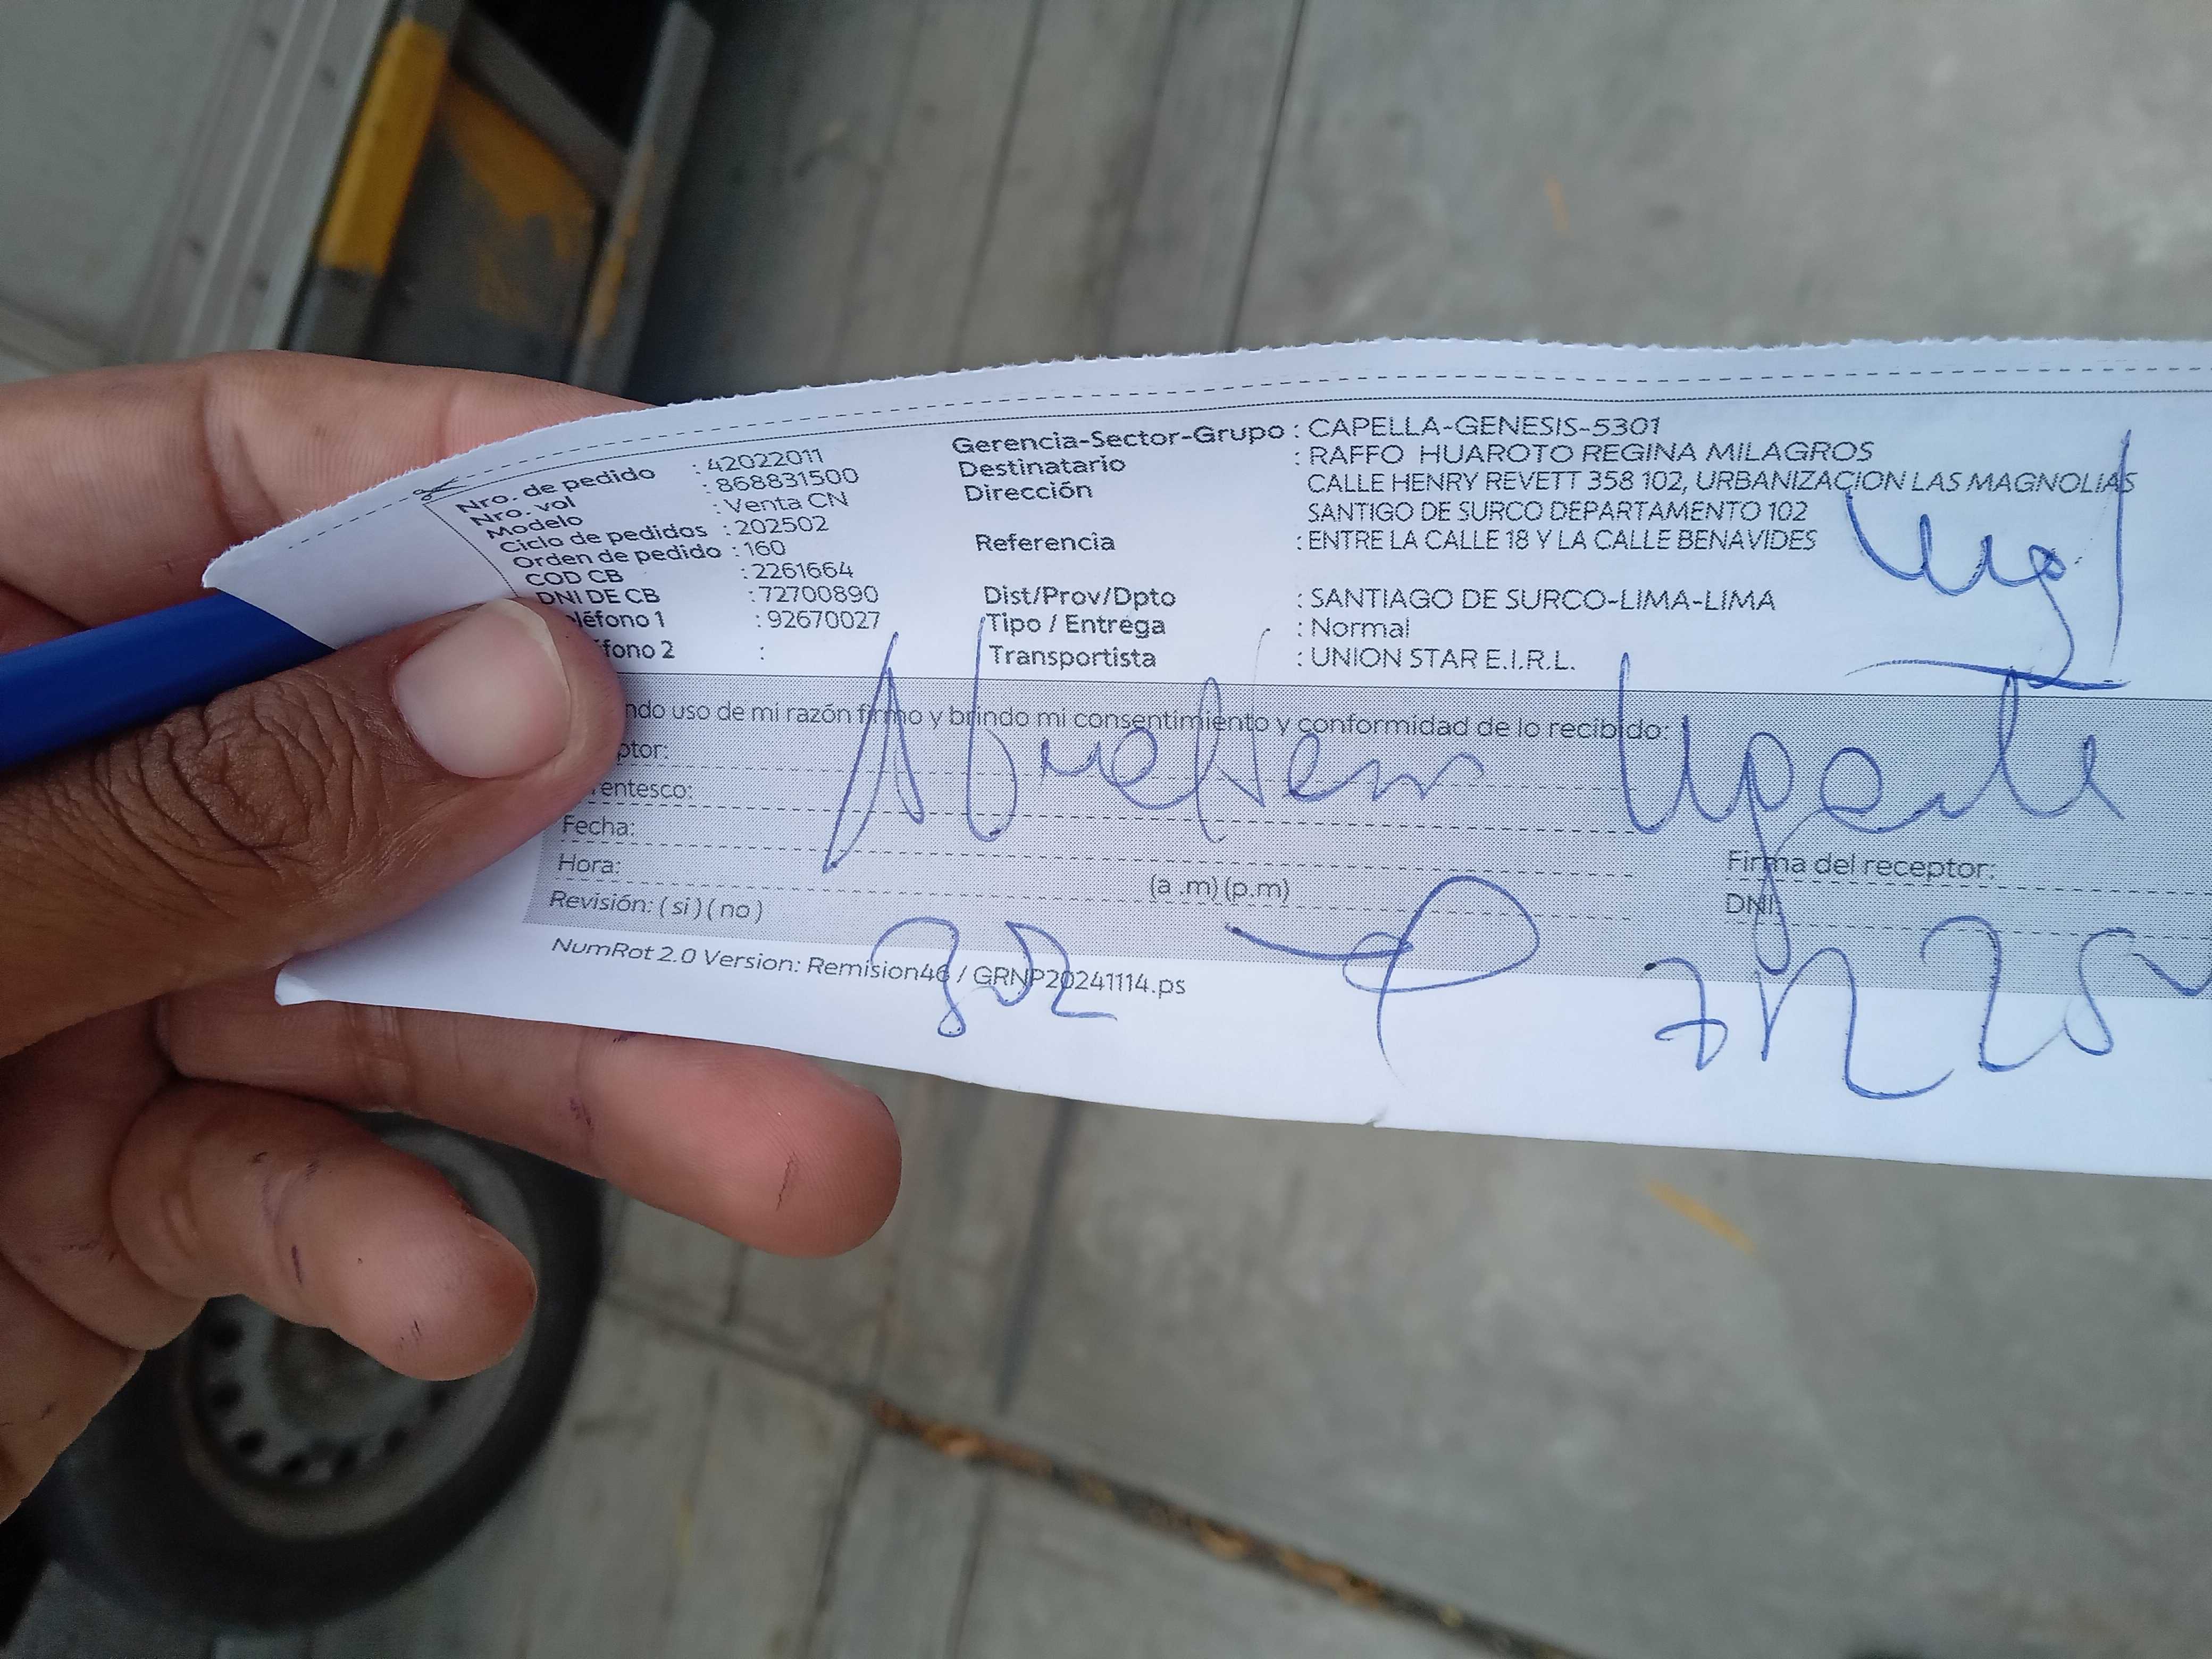 Nro. de pedido : 42022011
Nro. vol : 868831500
Modelo : Venta CN
Ciclo de pedidos : 202502
Orden de pedido : 160
COD CB : 2261664
DNI DE CB : 72700890
léfono 1 : 92670027
fono 2 :
Gerencia-Sector-Grupo : CAPELLA-GENESIS-5301
Destinatario : RAFFO HUAROTO REGINA MILAGROS
Dirección CALLE HENRY REVETT 358 102, URBANIZACION LAS MAGNOLIAS
SANTIGO DE SURCO DEPARTAMENTO 102
Referencia : ENTRE LA CALLE 18 Y LA CALLE BENAVIDES
Dist/Prov/Dpto : SANTIAGO DE SURCO-LIMA-LIMA
Tipo / Entrega : Normal
Transportista : UNION STAR E.I.R.L.
ndo uso de mi razón firmo y brindo mi consentimiento y conformidad de lo recibido:
ptor:
entesco:
Fecha:
Hora: (a .m) (p.m)
Revisión: ( si ) ( no )
Firma del receptor:
DNI:
NumRot 2.0 Version: Remision46 / GRNP20241114.ps